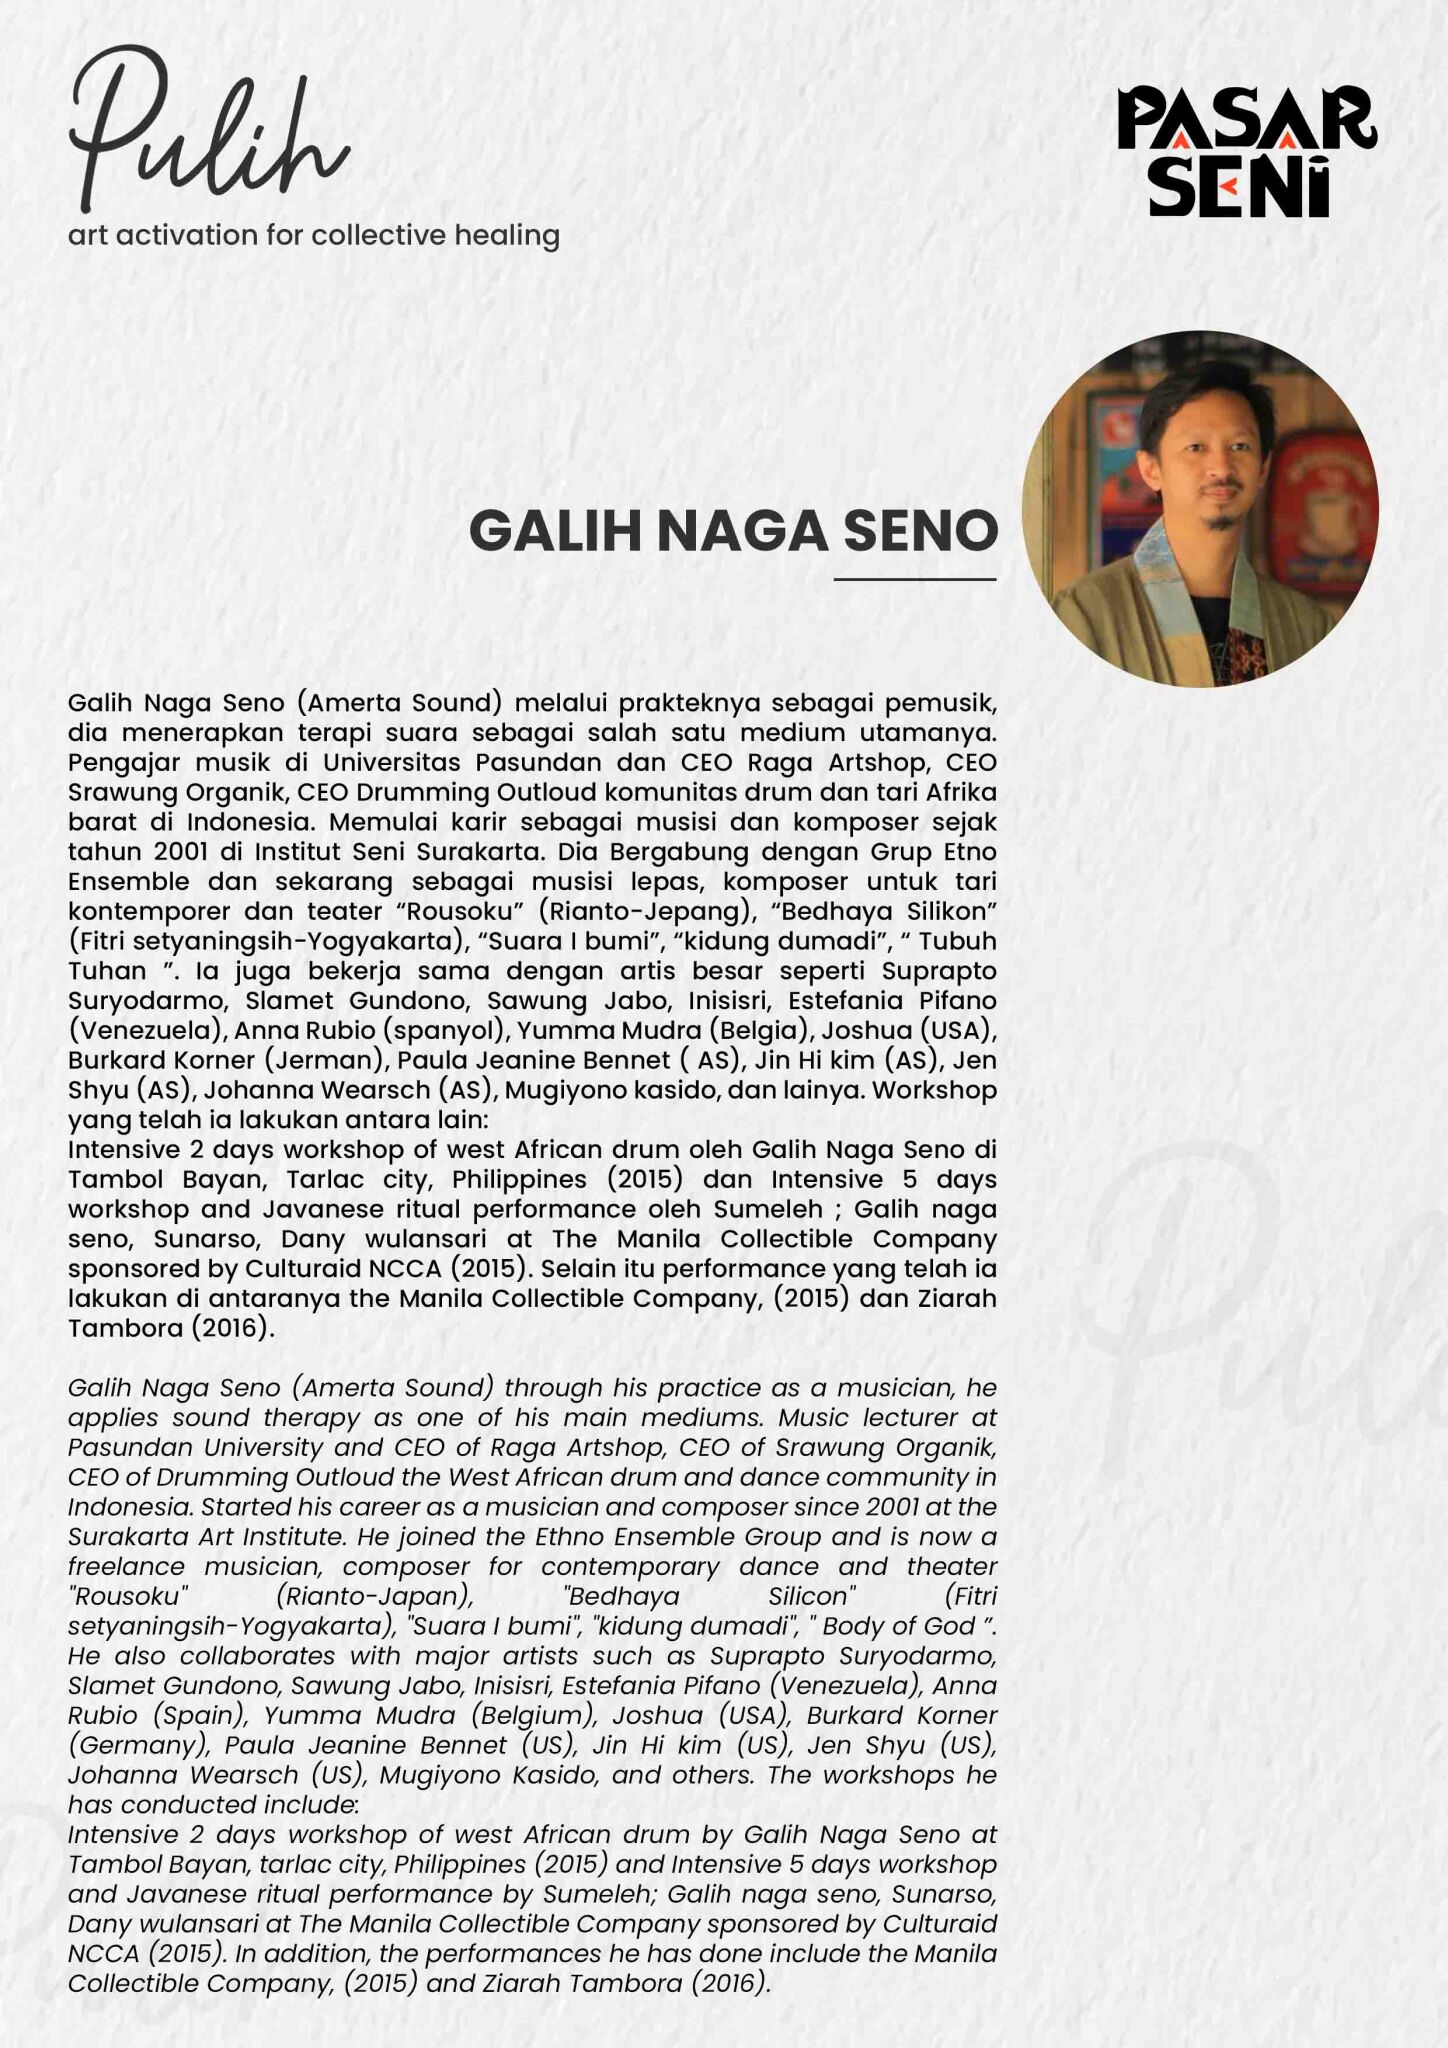 Pulih
art activation for collective healing
PASAR
SENI
GALIH NAGA SENO
Galih Naga Seno (Amerta Sound) melalui prakteknya sebagai pemusik,
dia menerapkan terapi suara sebagai salah satu medium utamanya.
Pengajar musik di Universitas Pasundan dan CEO Raga Artshop, CEO
Srawung Organik, CEO Drumming Outloud komunitas drum dan tari Afrika
barat di Indonesia. Memulai karir sebagai musisi dan komposer sejak
tahun 2001 di Institut Seni Surakarta. Dia Bergabung dengan Grup Etno
Ensemble dan sekarang sebagai musisi lepas, komposer untuk tari
kontemporer dan teater “Rousoku” (Rianto-Jepang), “Bedhaya Silikon”
(Fitri setyaningsih-Yogyakarta), “Suara I bumi”, “kidung dumadi”, “ Tubuh
Tuhan ”. Ia juga bekerja sama dengan artis besar seperti Suprapto
Suryodarmo, Slamet Gundono, Sawung Jabo, Inisisri, Estefania Pifano
(Venezuela), Anna Rubio (spanyol), Yumma Mudra (Belgia), Joshua (USA),
Burkard Korner (Jerman), Paula Jeanine Bennet ( AS), Jin Hi kim (AS), Jen
Shyu (AS), Johanna Wearsch (AS), Mugiyono kasido, dan lainya. Workshop
yang telah ia lakukan antara lain:
Intensive 2 days workshop of west African drum oleh Galih Naga Seno di
Tambol Bayan, Tarlac city, Philippines (2015) dan Intensive 5 days
workshop and Javanese ritual performance oleh Sumeleh ; Galih naga
seno, Sunarso, Dany wulansari at The Manila Collectible Company
sponsored by Culturaid NCCA (2015). Selain itu performance yang telah ia
lakukan di antaranya the Manila Collectible Company, (2015) dan Ziarah
Tambora (2016).
Galih Naga Seno (Amerta Sound) through his practice as a musician, he
applies sound therapy as one of his main mediums. Music lecturer at
Pasundan University and CEO of Raga Artshop, CEO of Srawung Organik,
CEO of Drumming Outloud the West African drum and dance community in
Indonesia. Started his career as a musician and composer since 2001 at the
Surakarta Art Institute. He joined the Ethno Ensemble Group and is now a
freelance musician, composer for contemporary dance and theater
"Rousoku" (Rianto-Japan), "Bedhaya Silicon" (Fitri
setyaningsih-Yogyakarta), "Suara I bumi", "kidung dumadi", " Body of God ”.
He also collaborates with major artists such as Suprapto Suryodarmo,
Slamet Gundono, Sawung Jabo, Inisisri, Estefania Pifano (Venezuela), Anna
Rubio (Spain), Yumma Mudra (Belgium), Joshua (USA), Burkard Korner
(Germany), Paula Jeanine Bennet (US), Jin Hi kim (US), Jen Shyu (US),
Johanna Wearsch (US), Mugiyono Kasido, and others. The workshops he
has conducted include:
Intensive 2 days workshop of west African drum by Galih Naga Seno at
Tambol Bayan, tarlac city, Philippines (2015) and Intensive 5 days workshop
and Javanese ritual performance by Sumeleh; Galih naga seno, Sunarso,
Dany wulansari at The Manila Collectible Company sponsored by Culturaid
NCCA (2015). In addition, the performances he has done include the Manila
Collectible Company, (2015) and Ziarah Tambora (2016).